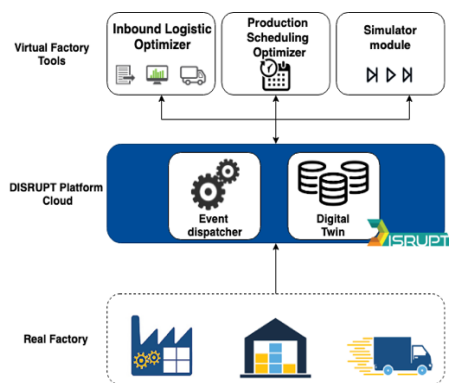 Virtual Factory
Tools
Inbound Logistic
Optimizer
Production
Scheduling
Optimizer
Simulator
module
DISRUPT Platform
Cloud
Event
dispatcher
Digital
Twin
DISRUPT
Real Factory